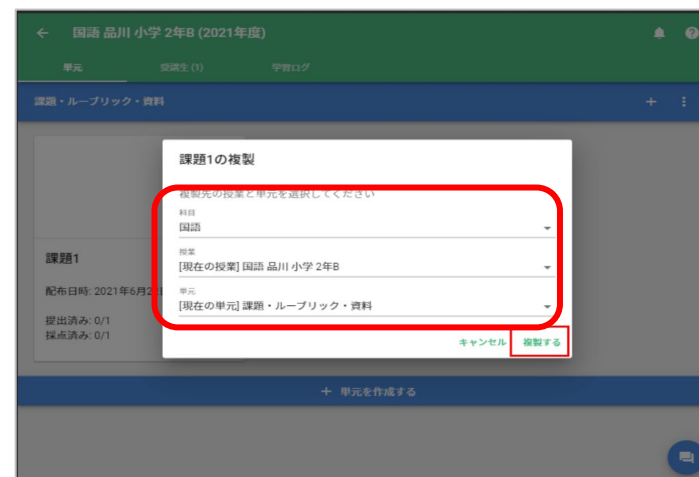 国語 品川 小学 2年B (2021年度)
単元 受講生 (1) 学習ログ
課題・ルーブリック・資料
課題1の複製
複製先の授業と単元を選択してください
科目
国語
授業
[現在の授業] 国語 品川 小学 2年B
単元
[現在の単元] 課題・ルーブリック・資料
キャンセル 複製する
課題1
配布日時: 2021年6月2
提出済み: 0/1
採点済み: 0/1
+ 単元を作成する